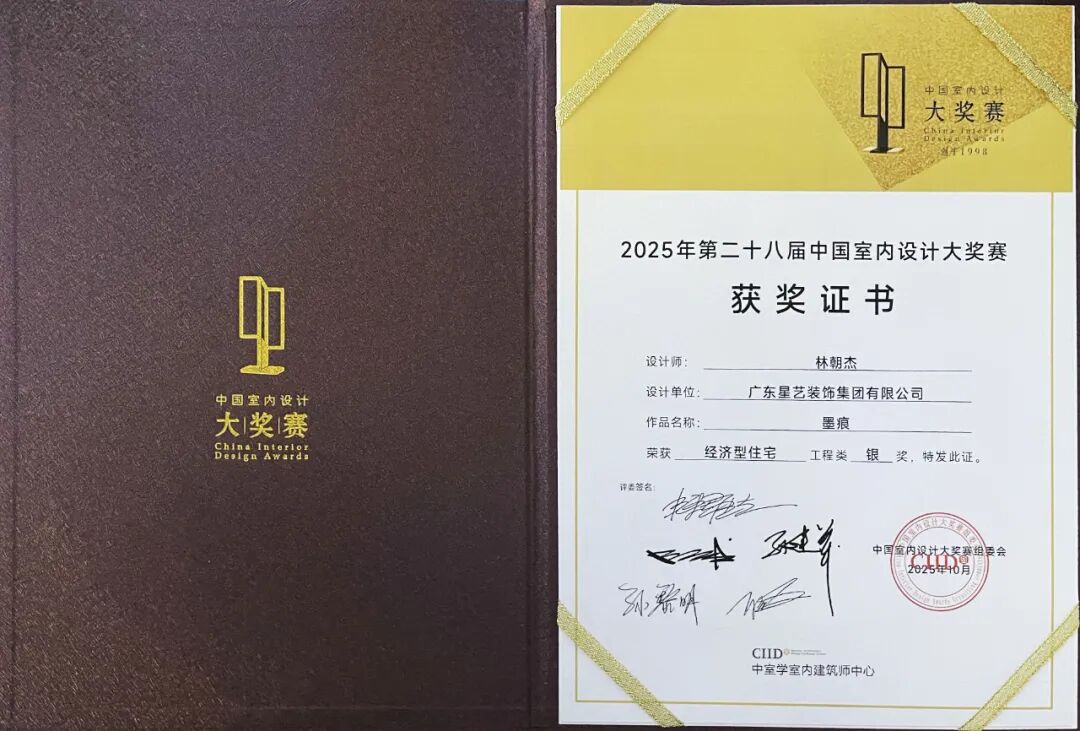 中国室内设计
大奖赛
China Interior
Design Awards
中国室内设计
大奖赛
China Interior
Design Awards
创于1998
2025年第二十八届中国室内设计大奖赛
获奖证书
设计师： 林朝杰
设计单位： 广东星艺装饰集团有限公司
作品名称： 墨痕
荣获 经济型住宅 工程类 银 奖，特发此证。
评委签名：
中国室内设计大奖赛组委会
2025年10月
CIID
CIID
中室学室内建筑师中心